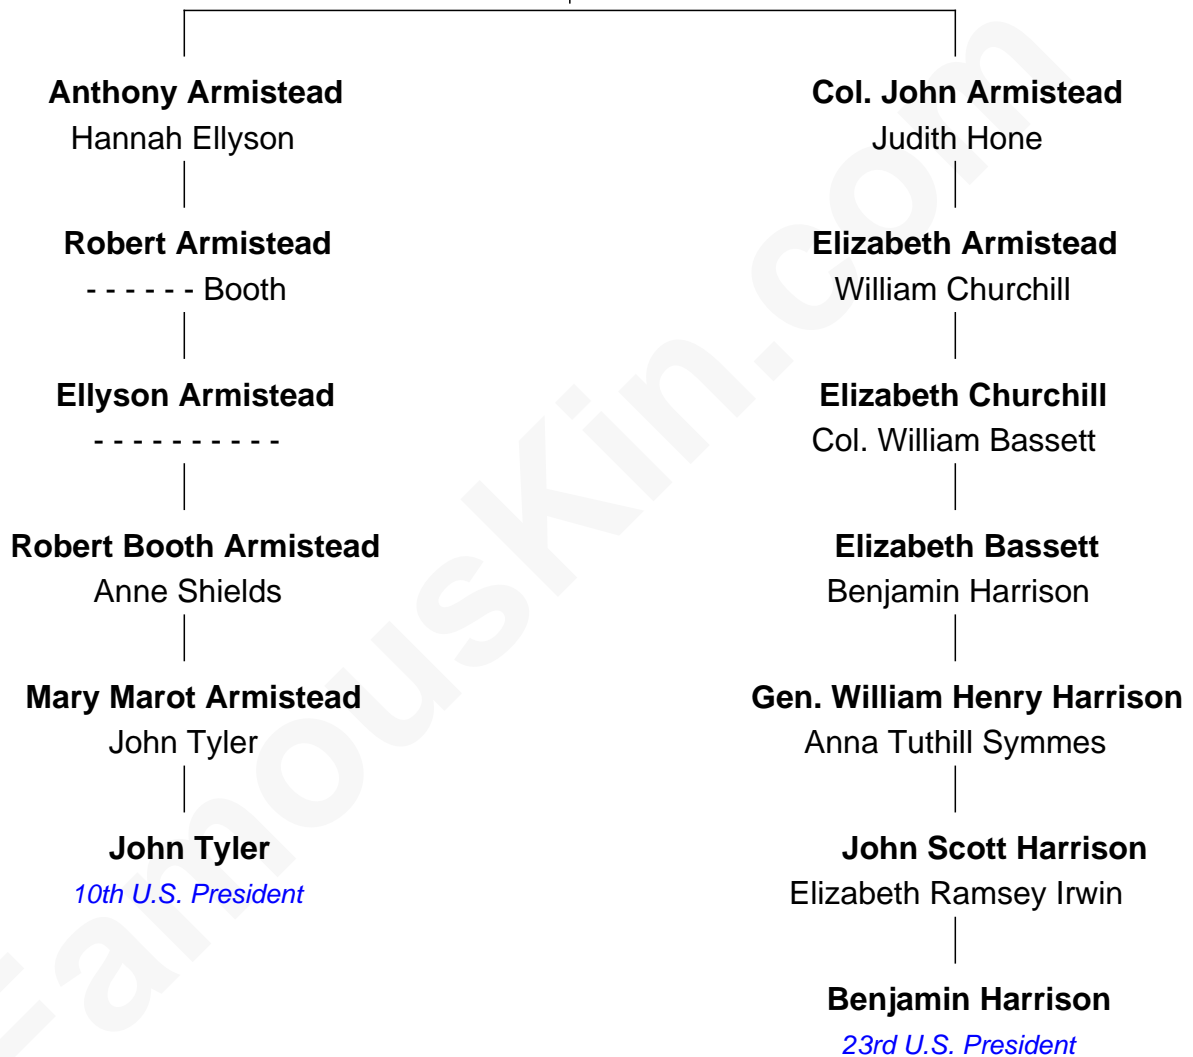 Anthony Armistead
Hannah Ellyson
Robert Armistead
- - - - - - Booth
Ellyson Armistead
- - - - - - - - - -
Robert Booth Armistead
Anne Shields
Mary Marot Armistead
John Tyler
John Tyler
10th U.S. President
Col. John Armistead
Judith Hone
Elizabeth Armistead
William Churchill
Elizabeth Churchill
Col. William Bassett
Elizabeth Bassett
Benjamin Harrison
Gen. William Henry Harrison
Anna Tuthill Symmes
John Scott Harrison
Elizabeth Ramsey Irwin
Benjamin Harrison
23rd U.S. President
FamousKin.com